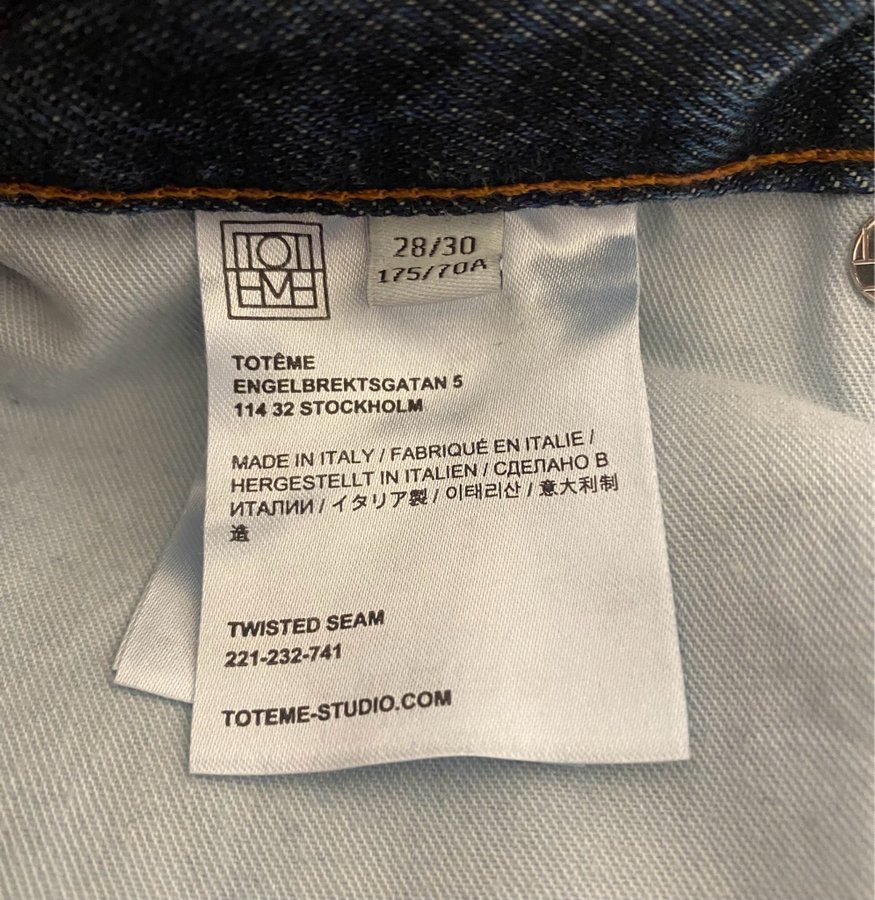 TOTEME
28/30
175/70A
TOTÊME
ENGELBREKTSGATAN 5
114 32 STOCKHOLM
MADE IN ITALY / FABRIQUÉ EN ITALIE /
HERGESTELLT IN ITALIEN / СДЕЛАНО В
ИТАЛИИ / イタリア製 / 이태리산 / 意大利制
造
TWISTED SEAM
221-232-741
TOTEME-STUDIO.COM